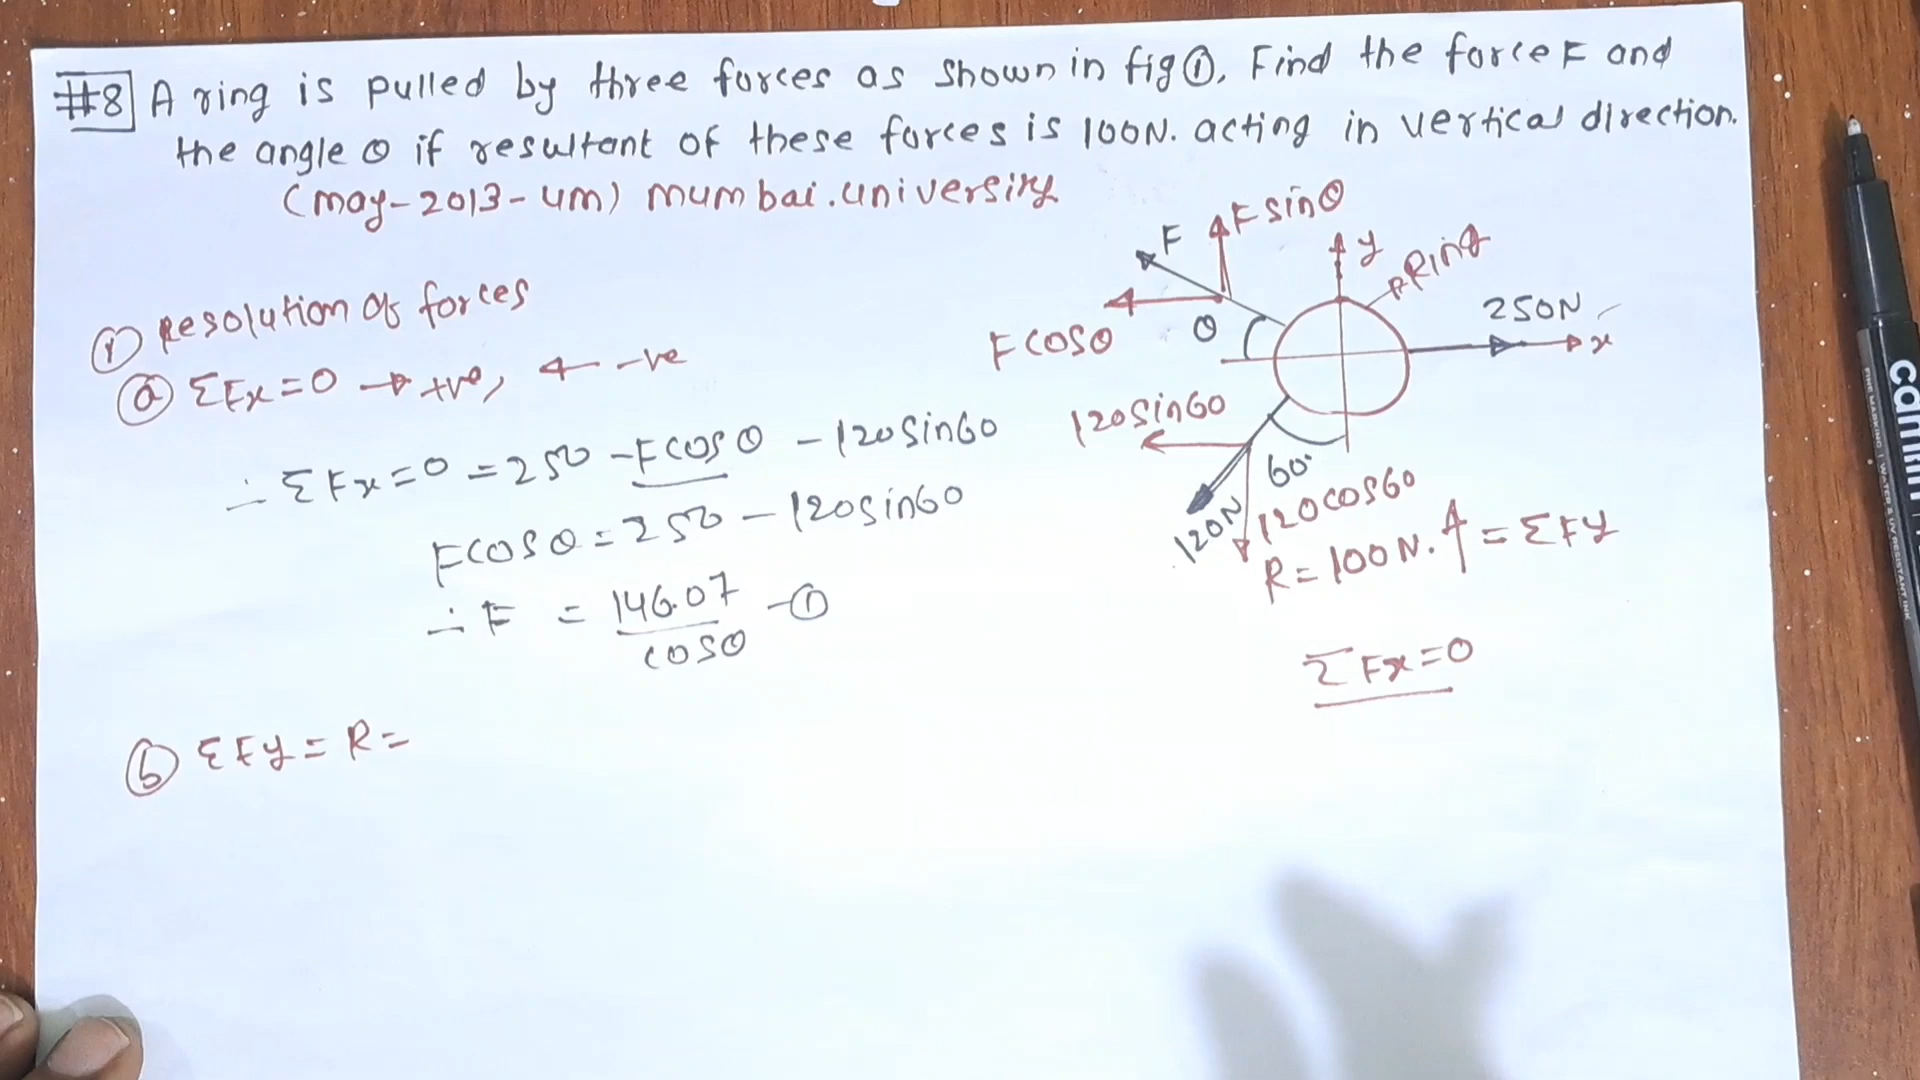 #8 A ring is pulled by three forces as shown in fig①. Find the force F and
the angle θ if resultant of these forces is 100N. acting in vertical direction.
(may-2013-4m) mumbai.university
① Resolution of forces
ⓐ ΣFx=0 → +ve, ← -ve
∴ ΣFx=0 = 250 -Fcosθ - 120sin60
Fcosθ = 250 - 120sin60
∴ F = 146.07 -①
cosθ
ⓑ ΣFy = R =
F
Fsinθ
y
Ring
250N
x
Fcosθ
θ
120sin60
60°
120N
120cos60
R = 100N. ↑ = ΣFy
ΣFx=0
camlin